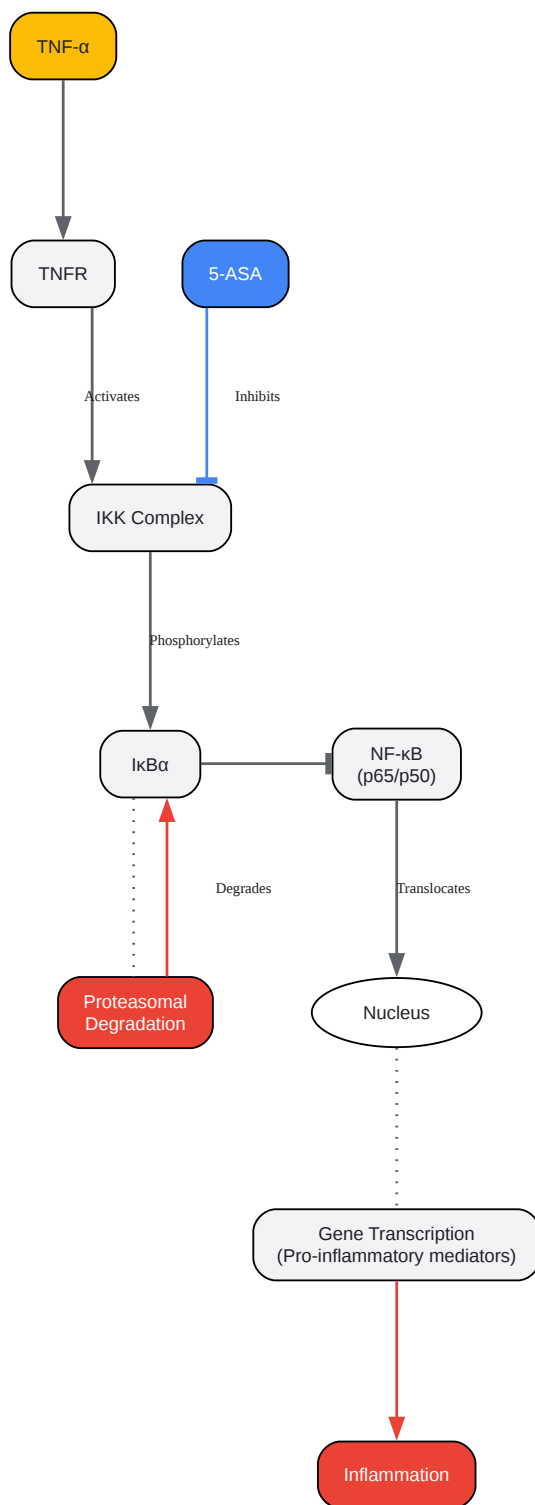 TNF-α
TNFR
5-ASA
Activates
Inhibits
IKK Complex
Phosphorylates
IκBα
NF-κB
(p65/p50)
Degrades
Translocates
Proteasomal
Degradation
Nucleus
Gene Transcription
(Pro-inflammatory mediators)
Inflammation